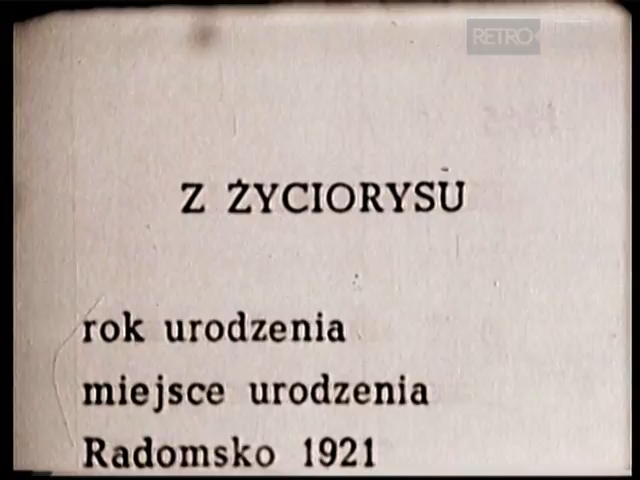 RETRO
Z ŻYCIORYSU
rok urodzenia
miejsce urodzenia
Radomsko 1921